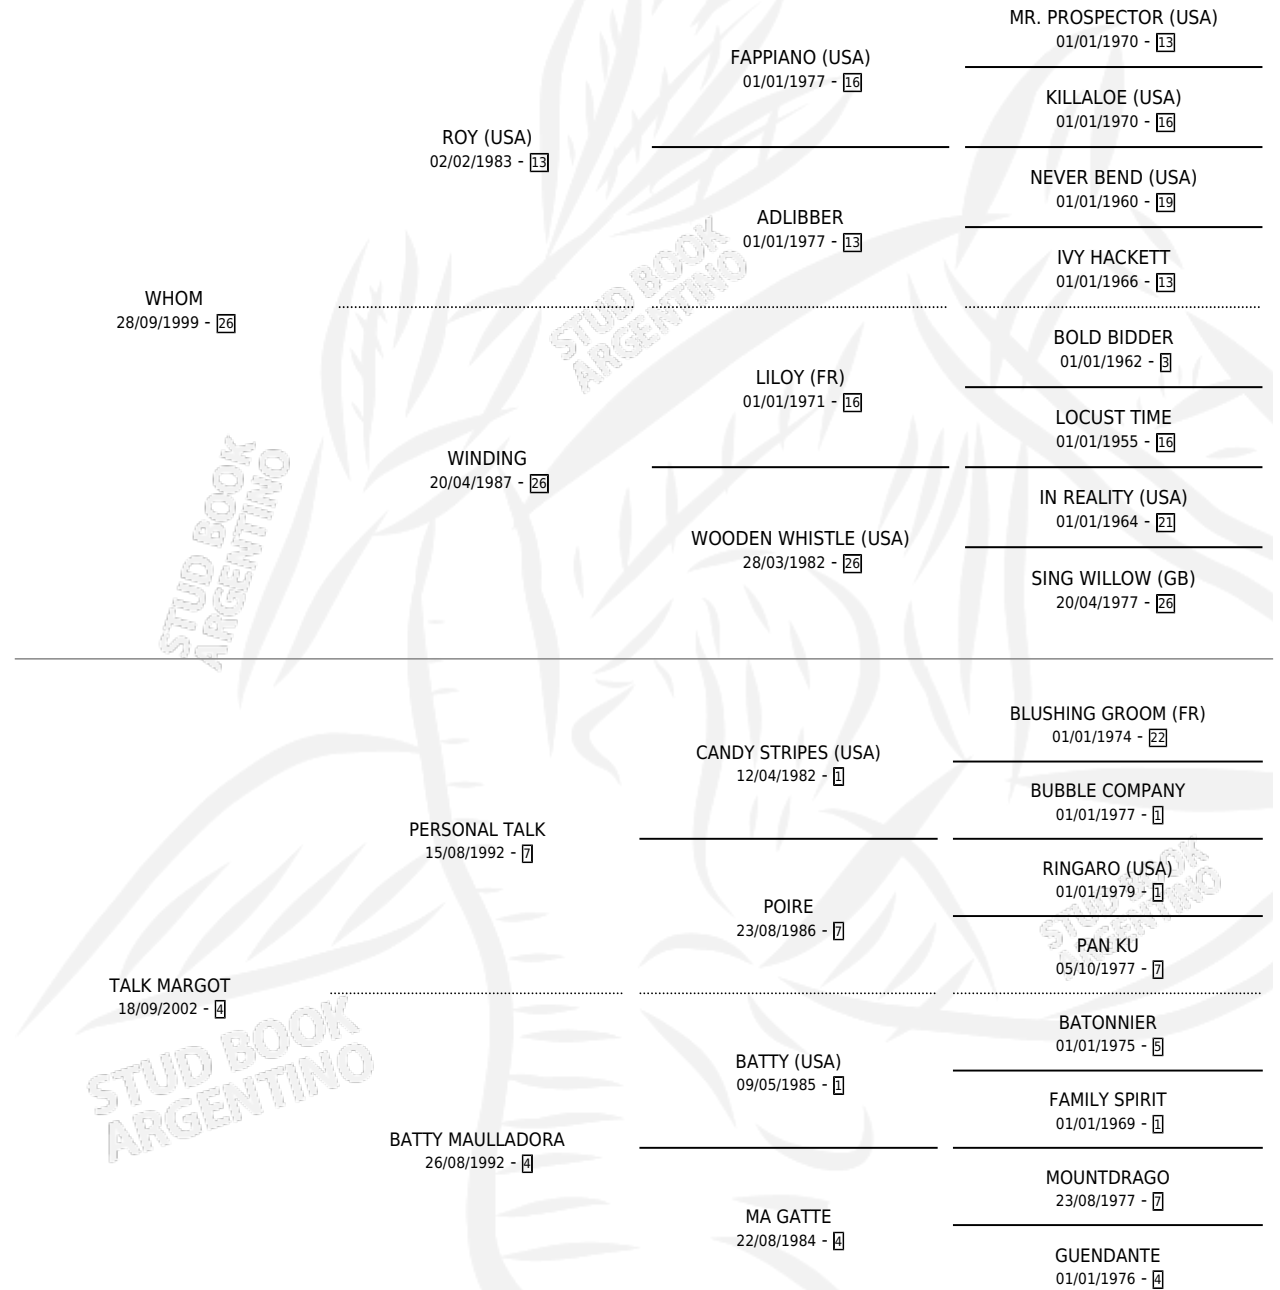 MR. PROSPECTOR (USA)
01/01/1970 - 13
FAPPIANO (USA)
01/01/1977 - 16
KILLALOE (USA)
01/01/1970 - 16
ROY (USA)
02/02/1983 - 13
NEVER BEND (USA)
01/01/1960 - 19
ADLIBBER
01/01/1977 - 13
IVY HACKETT
01/01/1966 - 13
WHOM
28/09/1999 - 26
BOLD BIDDER
01/01/1962 - 3
LILOY (FR)
01/01/1971 - 16
LOCUST TIME
01/01/1955 - 16
WINDING
20/04/1987 - 26
IN REALITY (USA)
01/01/1964 - 21
WOODEN WHISTLE (USA)
28/03/1982 - 26
SING WILLOW (GB)
20/04/1977 - 26
STUD BOOK
ARGENTINO
STUD BOOK
ARGENTINO
BLUSHING GROOM (FR)
01/01/1974 - 22
CANDY STRIPES (USA)
12/04/1982 - 1
BUBBLE COMPANY
01/01/1977 - 1
PERSONAL TALK
15/08/1992 - 7
RINGARO (USA)
01/01/1979 - 1
POIRE
23/08/1986 - 7
PAN KU
05/10/1977 - 7
TALK MARGOT
18/09/2002 - 4
BATONNIER
01/01/1975 - 5
BATTY (USA)
09/05/1985 - 1
FAMILY SPIRIT
01/01/1969 - 1
BATTY MAULLADORA
26/08/1992 - 4
MOUNTDRAGO
23/08/1977 - 7
MA GATTE
22/08/1984 - 4
GUENDANTE
01/01/1976 - 4
STUD BOOK
ARGENTINO
STUD BOOK
ARGENTINO